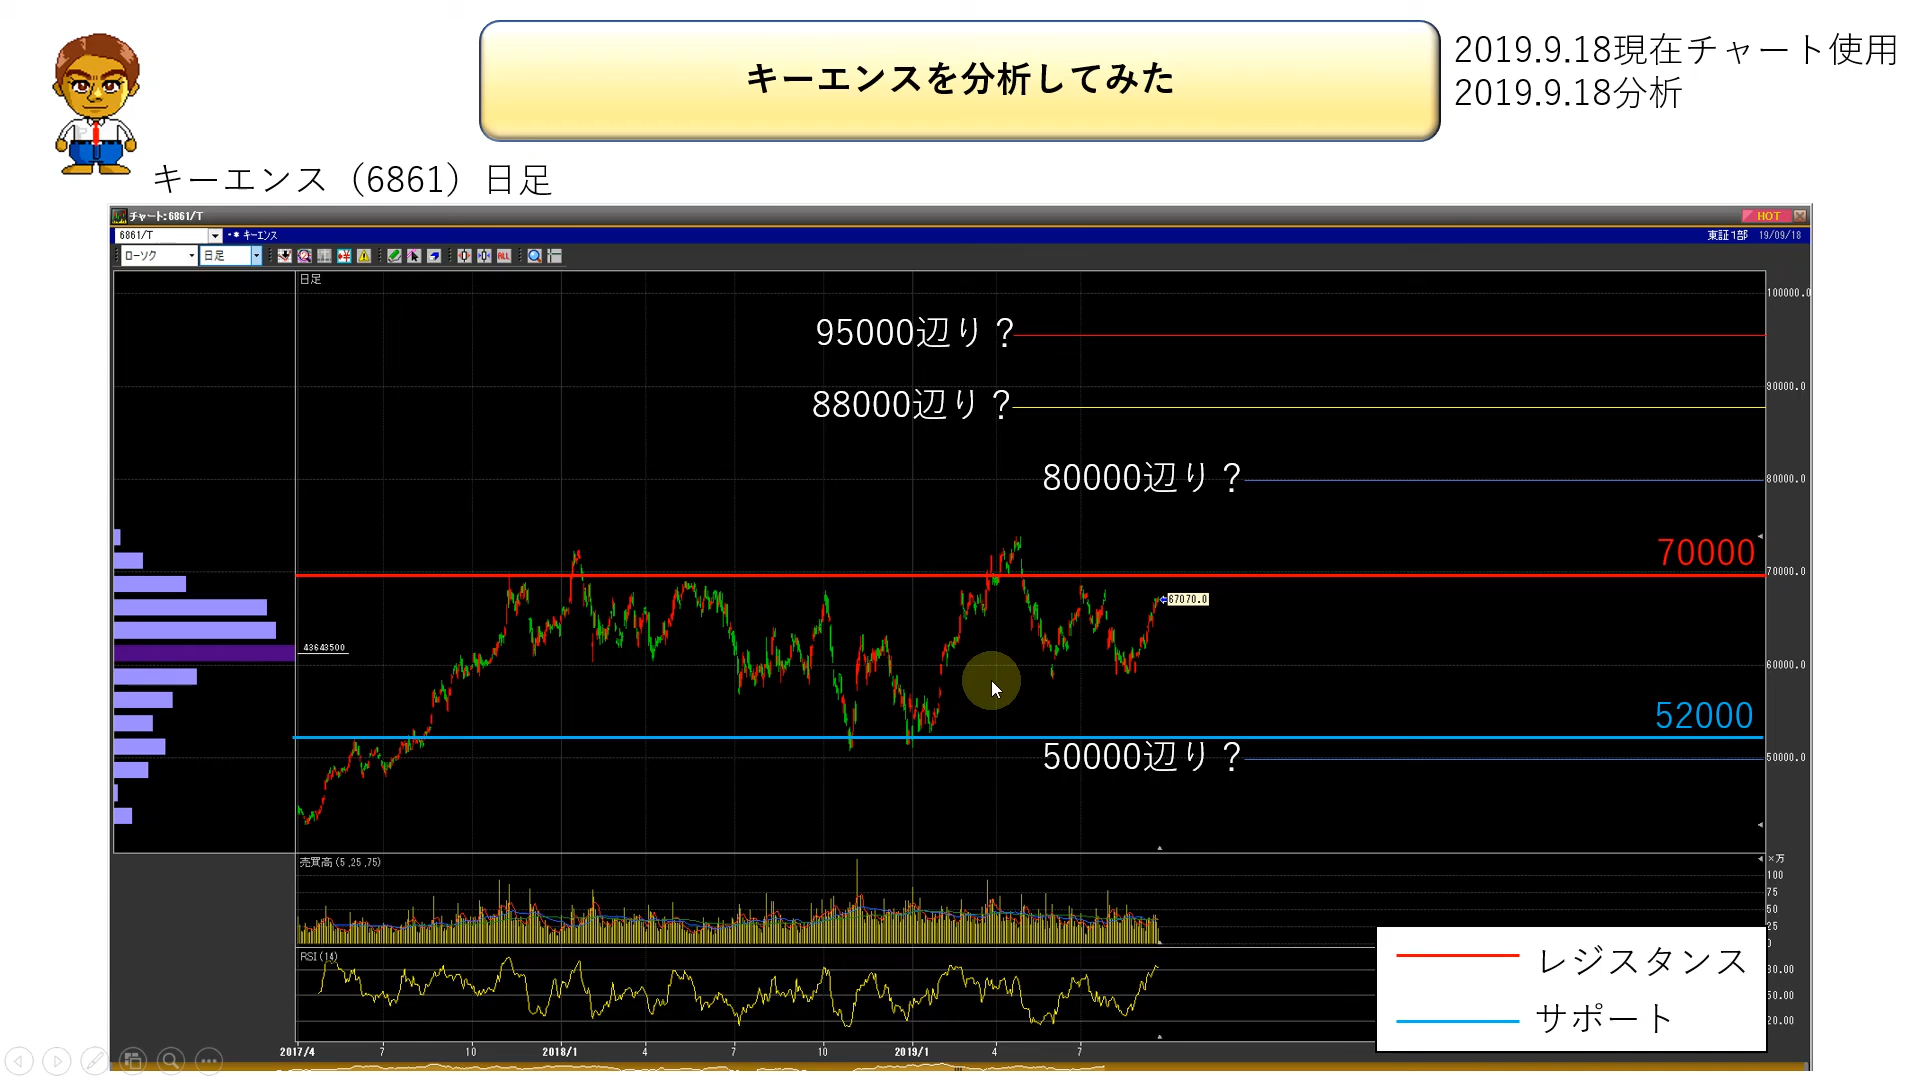 キーエンスを分析してみた
2019.9.18現在チャート使用
2019.9.18分析
キーエンス（6861）日足
チャート:6861/T
HOT
6861/T
･* キーエンス
東証1部 19/09/18
ローソク
日足
ALL
日足
100000.0
95000辺り？
90000.0
88000辺り？
80000辺り？
80000.0
70000
70000.0
67070.0
43643500
60000.0
52000
50000辺り？
50000.0
売買高(5,25,75)
×万
100
75
50
25
0
RSI(14)
80.00
50.00
20.00
レジスタンス
サポート
2017/4 7 10 2018/1 4 7 10 2019/1 4 7